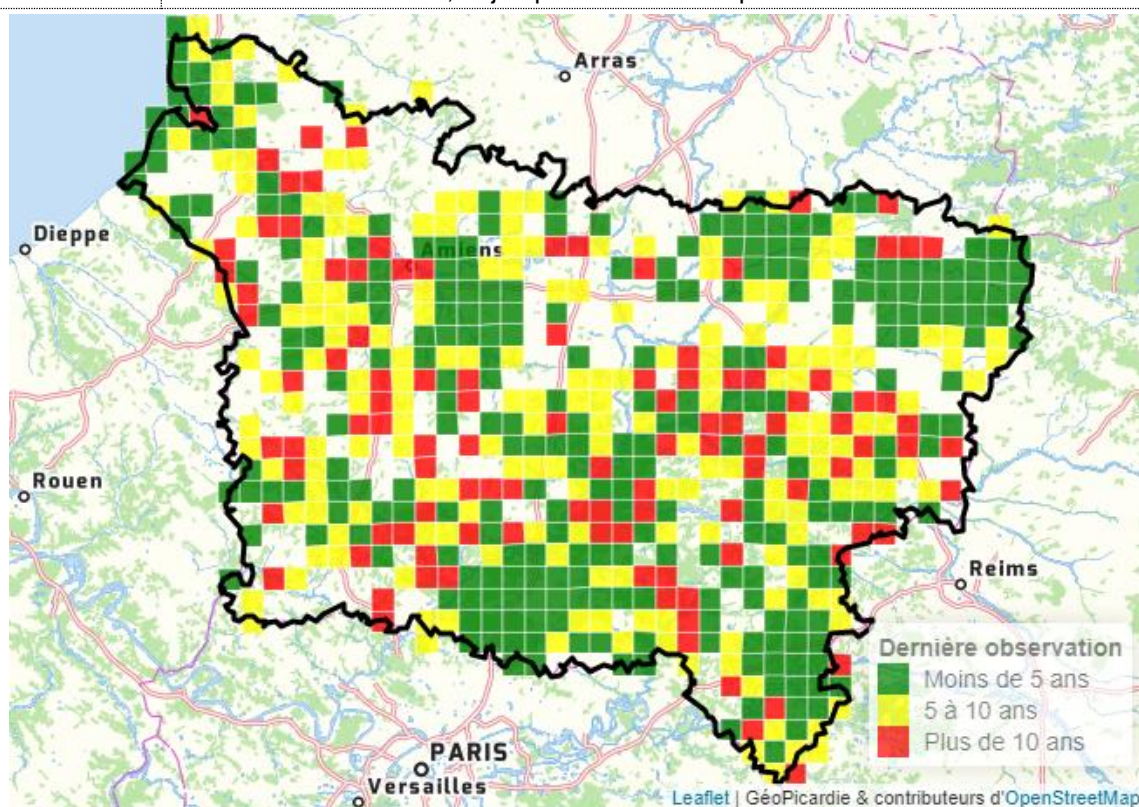 Arras
Dieppe
Amiens
Rouen
Reims
Dernière observation
Moins de 5 ans
5 à 10 ans
Plus de 10 ans
PARIS
Versailles
Leaflet | GéoPicardie & contributeurs d'OpenStreetMap